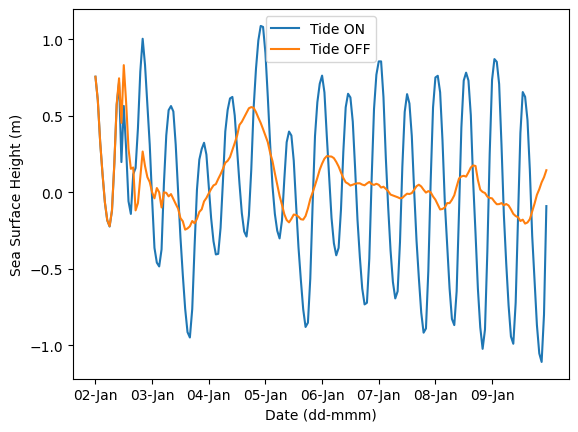 Tide ON
Tide OFF
1.0
0.5
0.0
−0.5
−1.0
Sea Surface Height (m)
02-Jan 03-Jan 04-Jan 05-Jan 06-Jan 07-Jan 08-Jan 09-Jan
Date (dd-mmm)